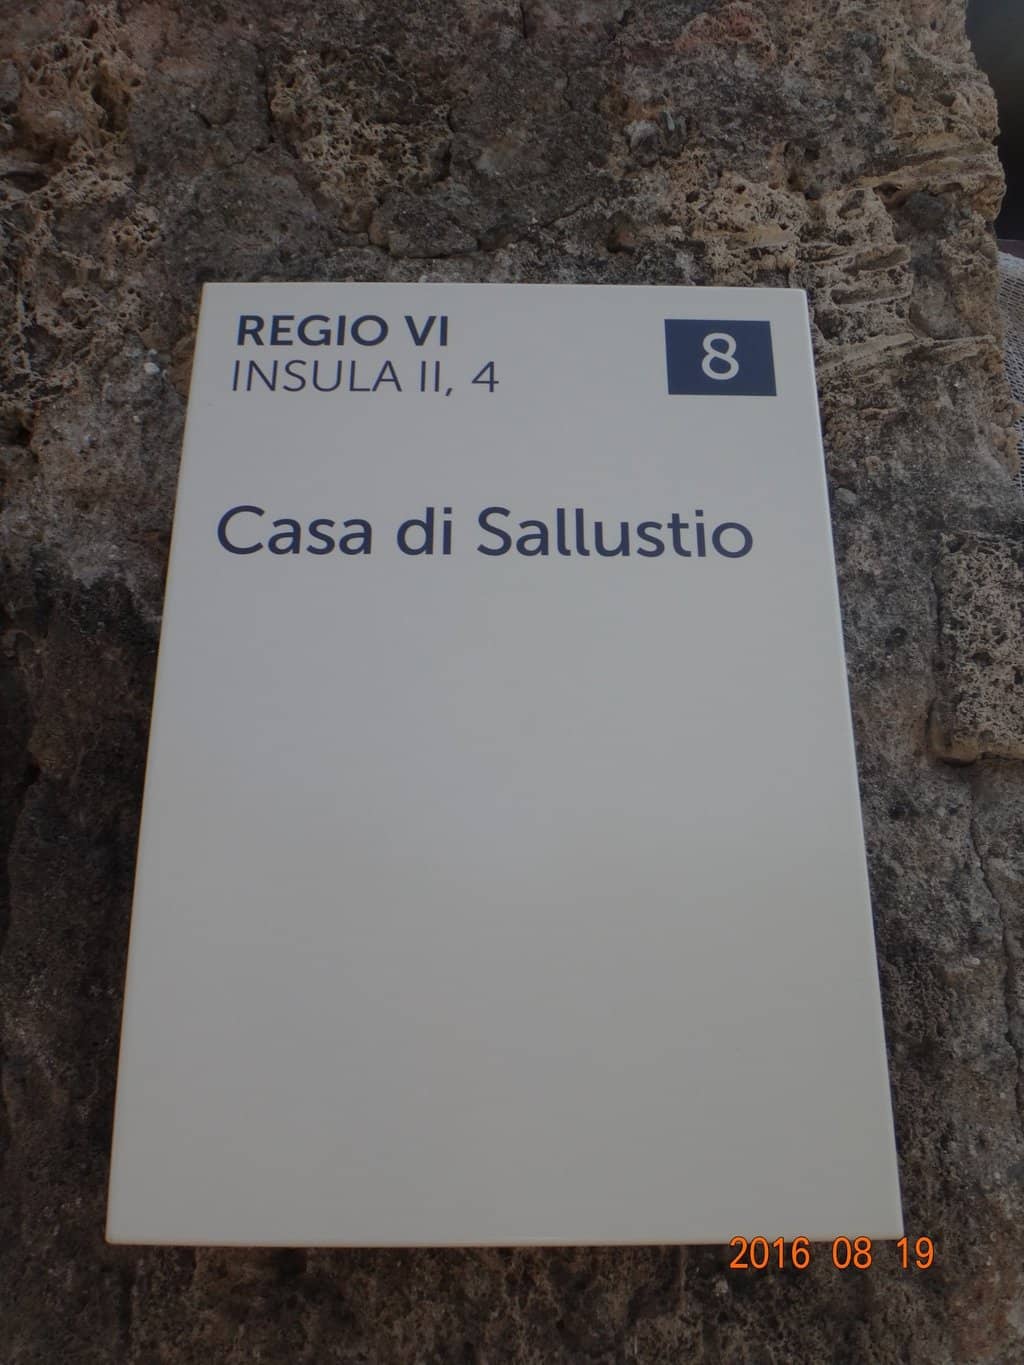 REGIO VI
INSULA II, 4
8
Casa di Sallustio
2016 08 19